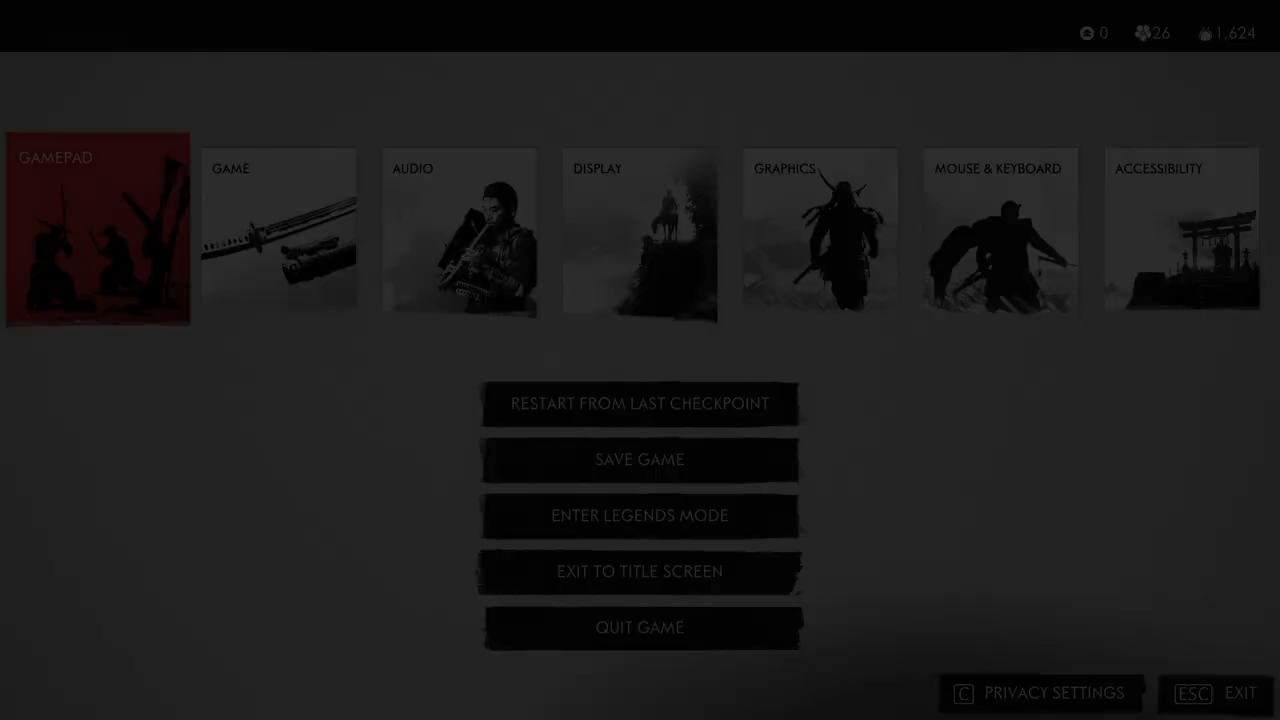 0 26 1,624
GAMEPAD
GAME
AUDIO
DISPLAY
GRAPHICS
MOUSE & KEYBOARD
ACCESSIBILITY
RESTART FROM LAST CHECKPOINT
SAVE GAME
ENTER LEGENDS MODE
EXIT TO TITLE SCREEN
QUIT GAME
C PRIVACY SETTINGS ESC EXIT